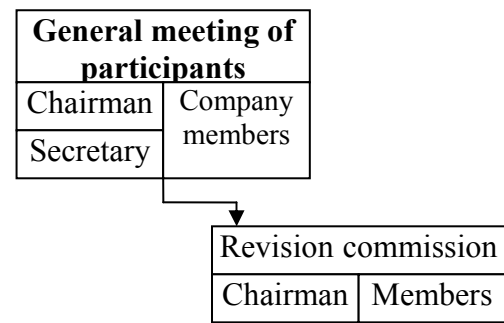 General meeting of
participants
Chairman
Secretary
Company
members
Revision commission
Chairman
Members